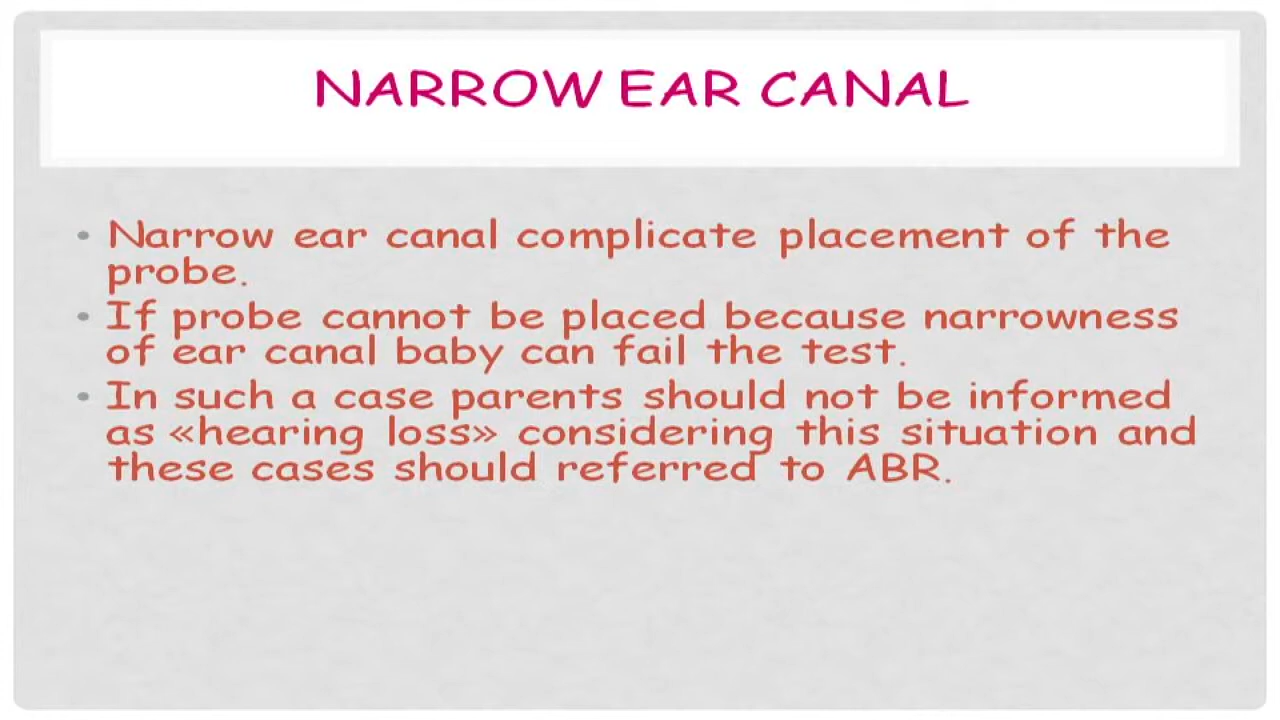 NARROW EAR CANAL
• Narrow ear canal complicate placement of the
probe.
• If probe cannot be placed because narrowness
of ear canal baby can fail the test.
• In such a case parents should not be informed
as «hearing loss» considering this situation and
these cases should referred to ABR.